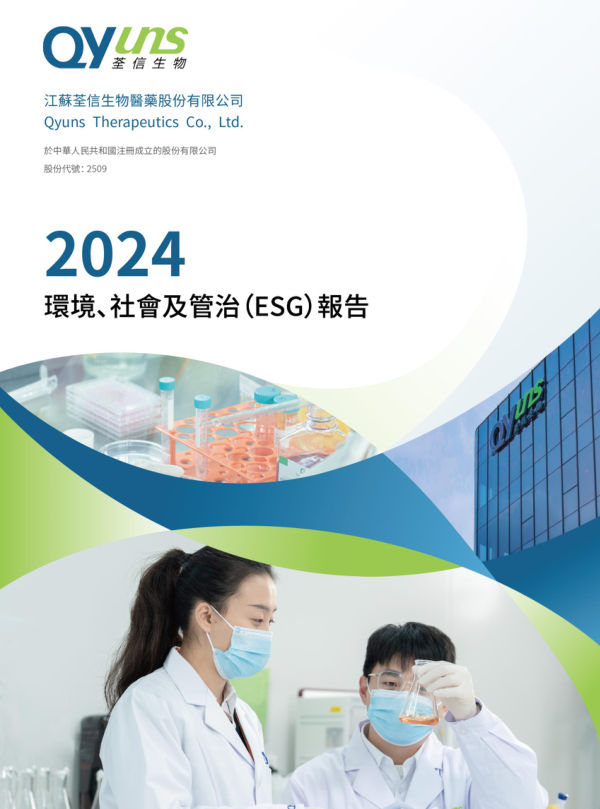 QYuns
荃信生物
江蘇荃信生物醫藥股份有限公司
Qyuns Therapeutics Co., Ltd.
於中華人民共和國注冊成立的股份有限公司
股份代號：2509
2024
環境、社會及管治（ESG）報告
QYuns